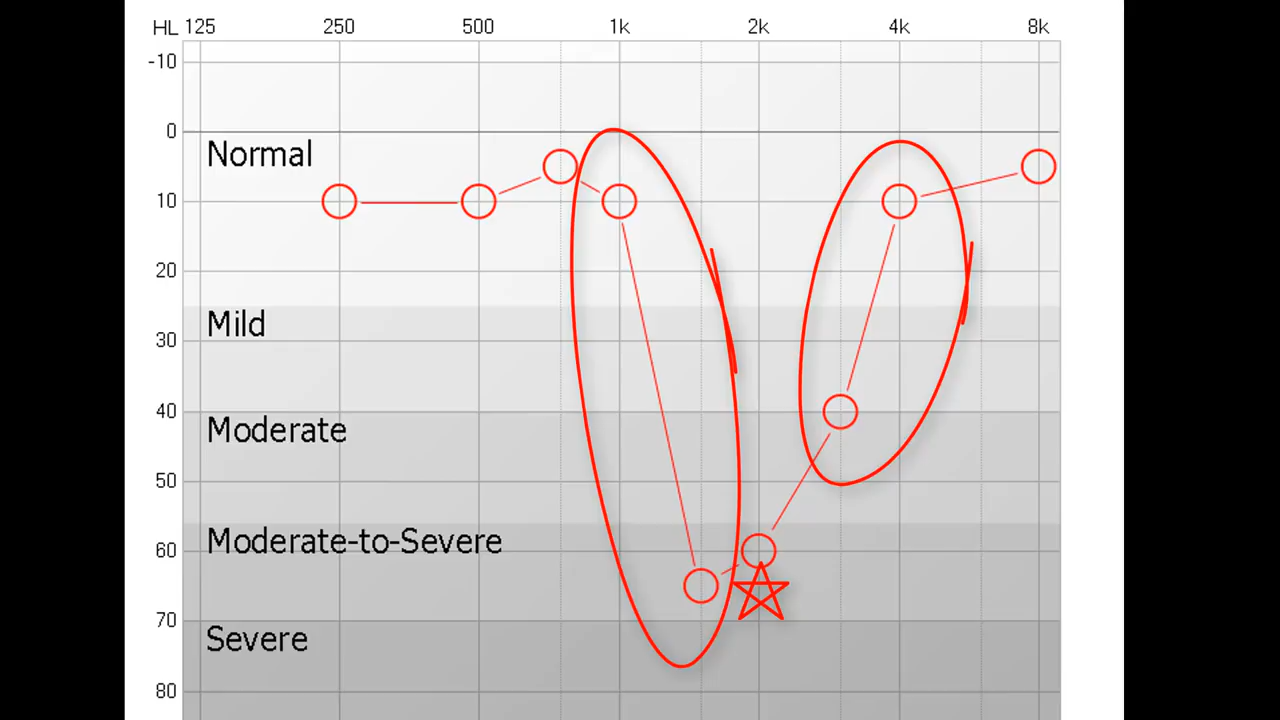 HL 125 250 500 1k 2k 4k 8k
-10
0
Normal
10
20
Mild
30
40
Moderate
50
Moderate-to-Severe
60
70
Severe
80